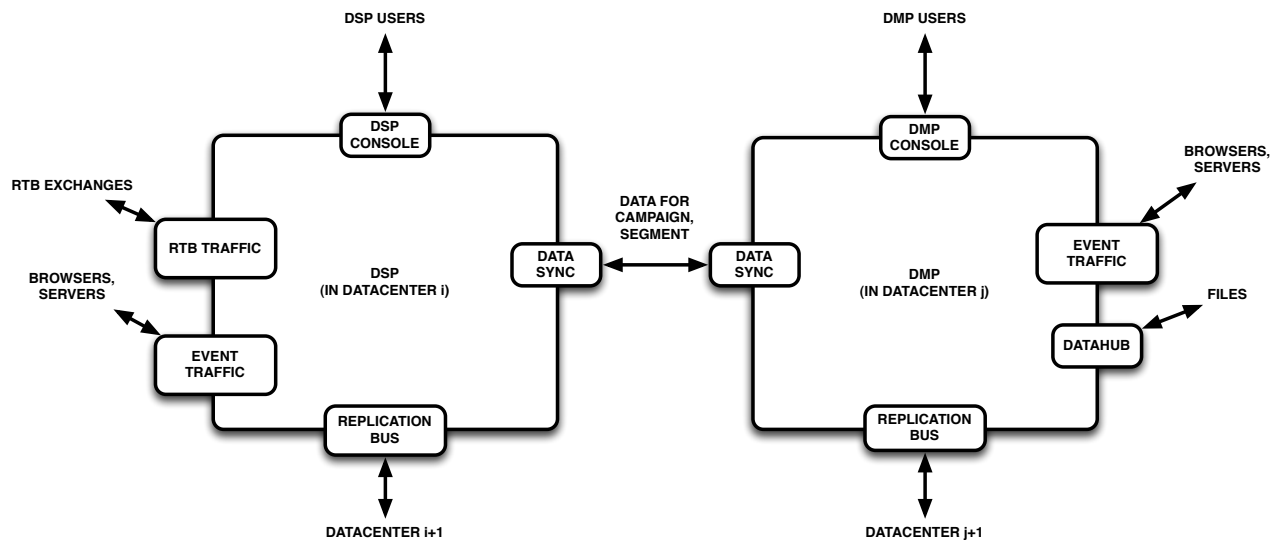 DSP USERS
DMP USERS
DSP
CONSOLE
DMP
CONSOLE
RTB EXCHANGES
BROWSERS,
SERVERS
RTB TRAFFIC
DATA FOR
CAMPAIGN,
SEGMENT
EVENT
TRAFFIC
DATA
SYNC
DATA
SYNC
DSP
(IN DATACENTER i)
DMP
(IN DATACENTER j)
BROWSERS,
SERVERS
FILES
EVENT
TRAFFIC
DATAHUB
REPLICATION
BUS
REPLICATION
BUS
DATACENTER i+1
DATACENTER j+1